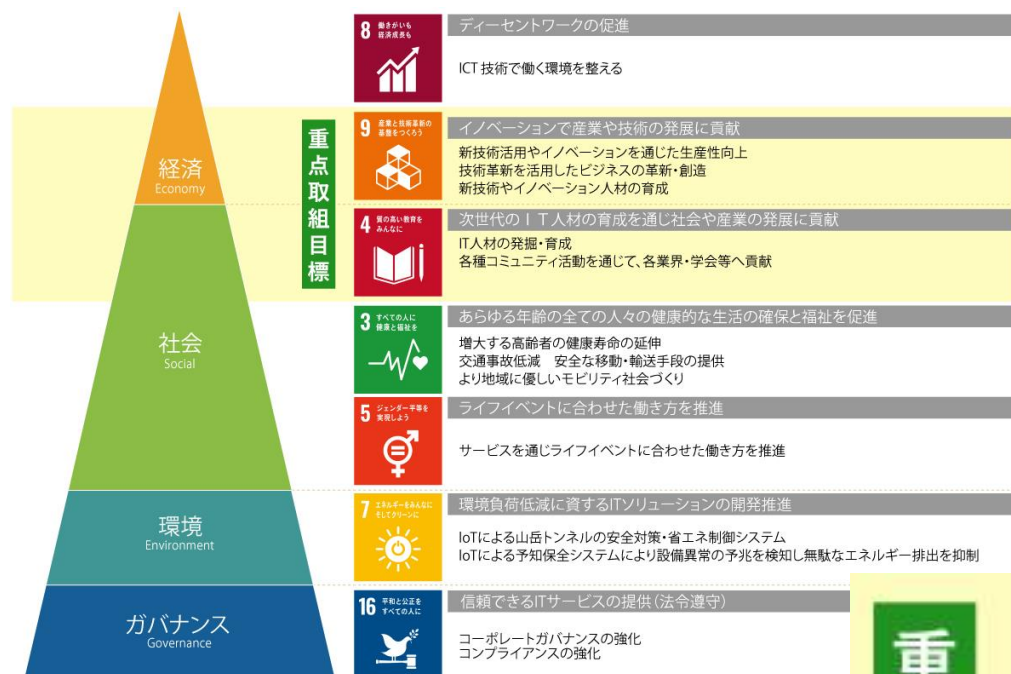 8 働きがいも
経済成長も
ディーセントワークの促進
ICT 技術で働く環境を整える
重点取組目標
9 産業と技術革新の
基盤をつくろう
イノベーションで産業や技術の発展に貢献
新技術活用やイノベーションを通じた生産性向上
技術革新を活用したビジネスの革新・創造
新技術やイノベーション人材の育成
経済
Economy
4 質の高い教育を
みんなに
次世代のIT人材の育成を通じ社会や産業の発展に貢献
IT人材の発掘・育成
各種コミュニティ活動を通じて、各業界・学会等へ貢献
社会
Social
3 すべての人に
健康と福祉を
あらゆる年齢の全ての人々の健康的な生活の確保と福祉を促進
増大する高齢者の健康寿命の延伸
交通事故低減　安全な移動・輸送手段の提供
より地域に優しいモビリティ社会づくり
5 ジェンダー平等を
実現しよう
ライフイベントに合わせた働き方を推進
サービスを通じライフイベントに合わせた働き方を推進
環境
Environment
7 エネルギーをみんなに
そしてクリーンに
環境負荷低減に資するITソリューションの開発推進
IoTによる山岳トンネルの安全対策・省エネ制御システム
IoTによる予知保全システムにより設備異常の予兆を検知し無駄なエネルギー排出を抑制
ガバナンス
Governance
16 平和と公正を
すべての人に
信頼できるITサービスの提供（法令遵守）
コーポレートガバナンスの強化
コンプライアンスの強化
重